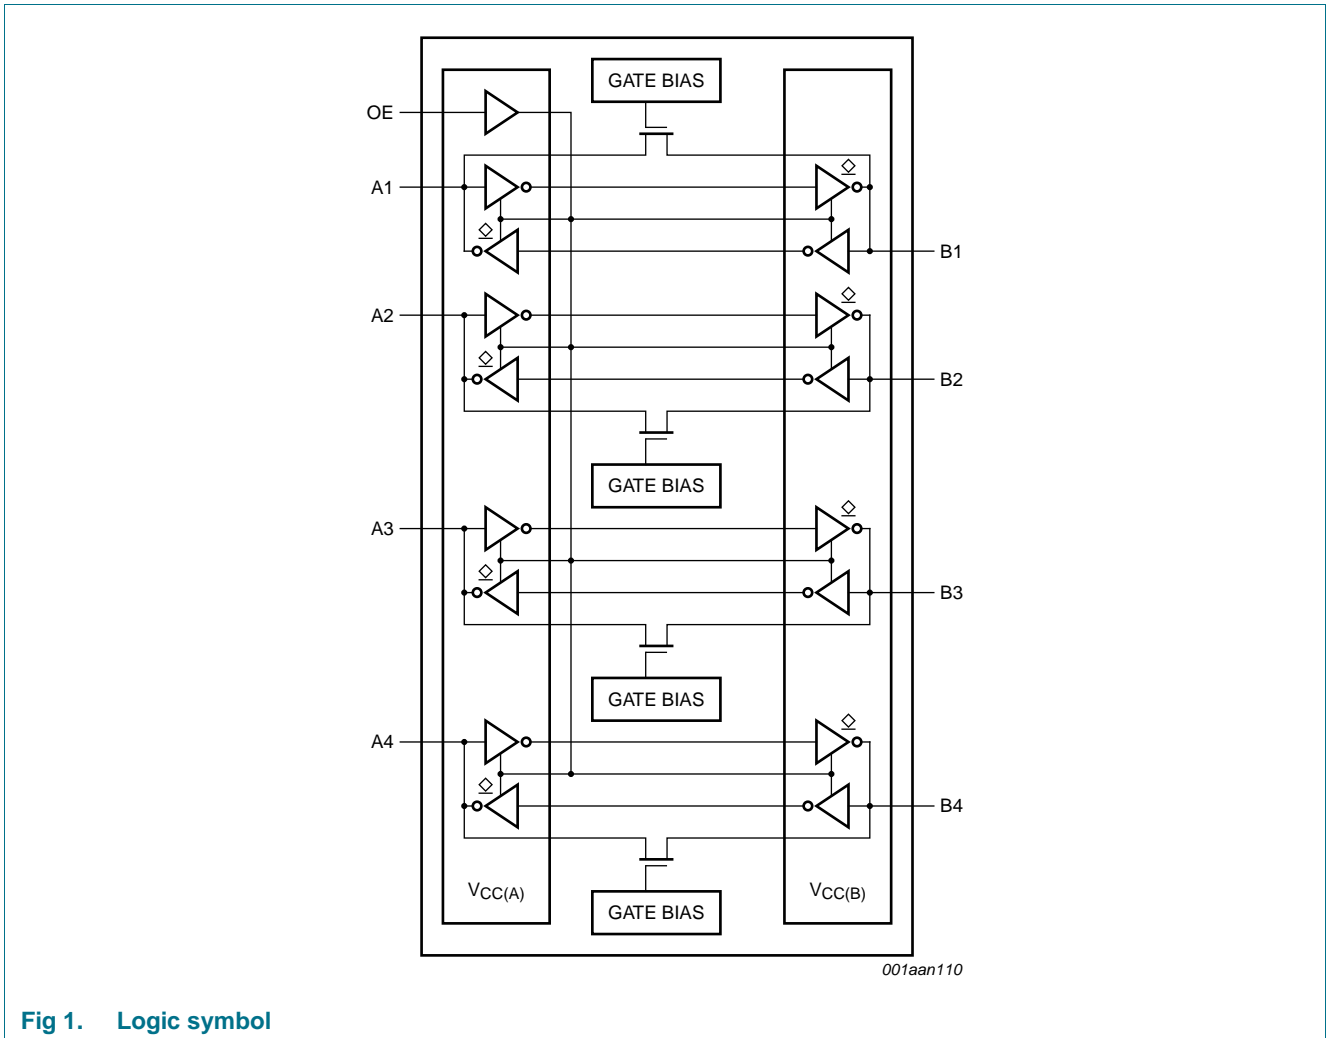 GATE BIAS
OE
A1
B1
A2
B2
GATE BIAS
A3
B3
GATE BIAS
A4
B4
VCC(A)
VCC(B)
GATE BIAS
001aan110
Fig 1. Logic symbol